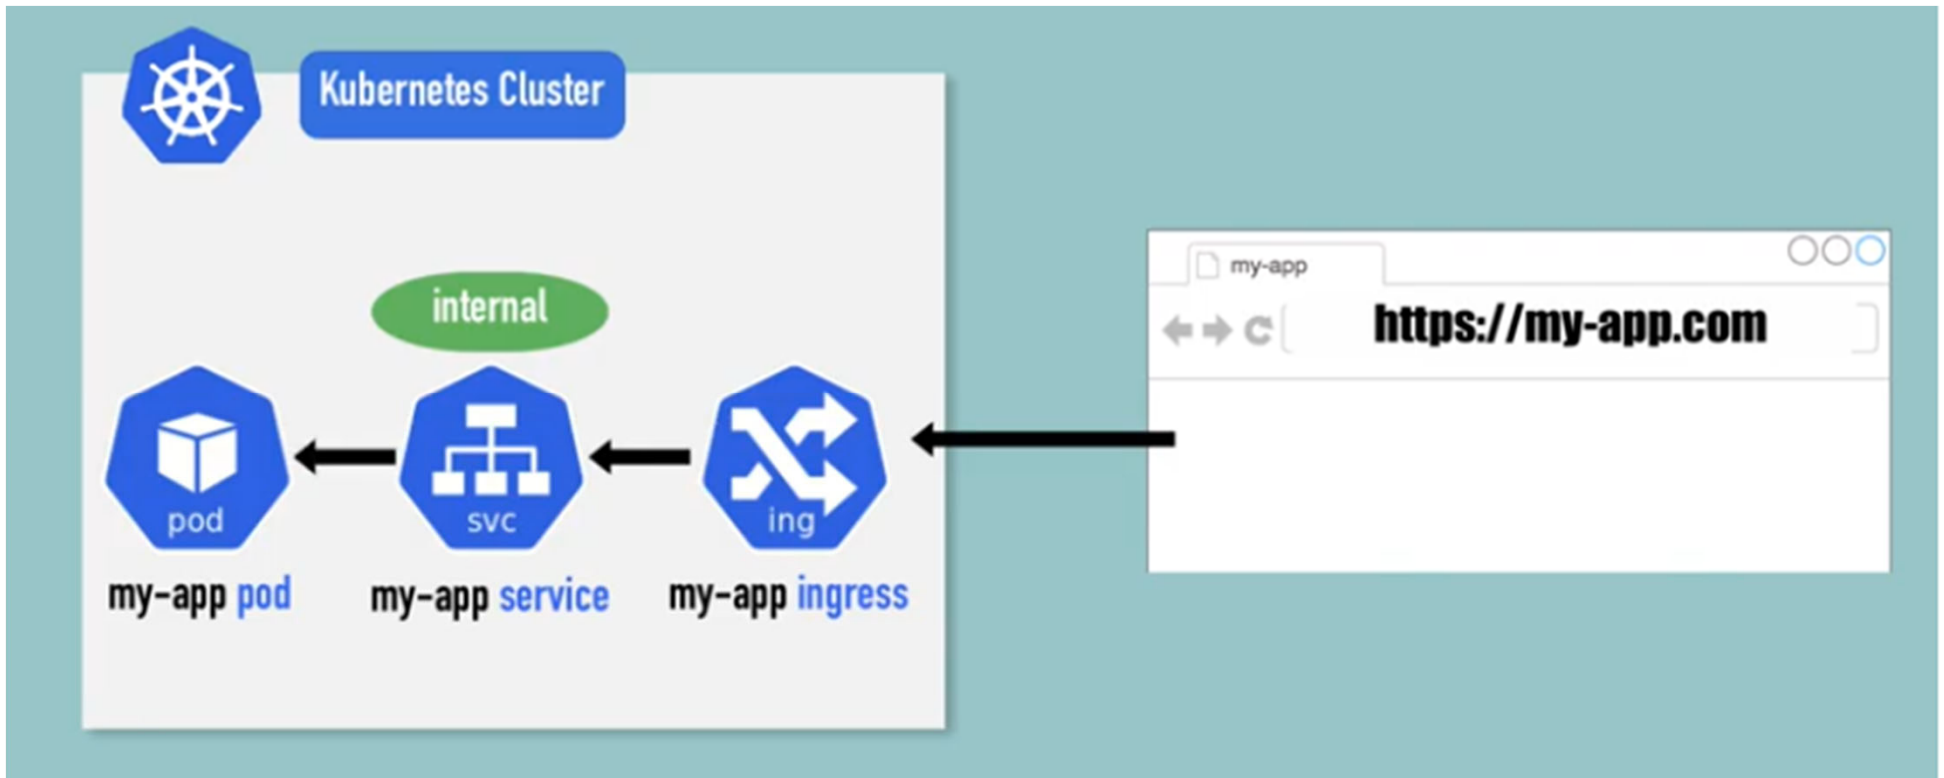 Kubernetes Cluster
internal
pod
svc
ing
my-app pod
my-app service
my-app ingress
my-app
https://my-app.com